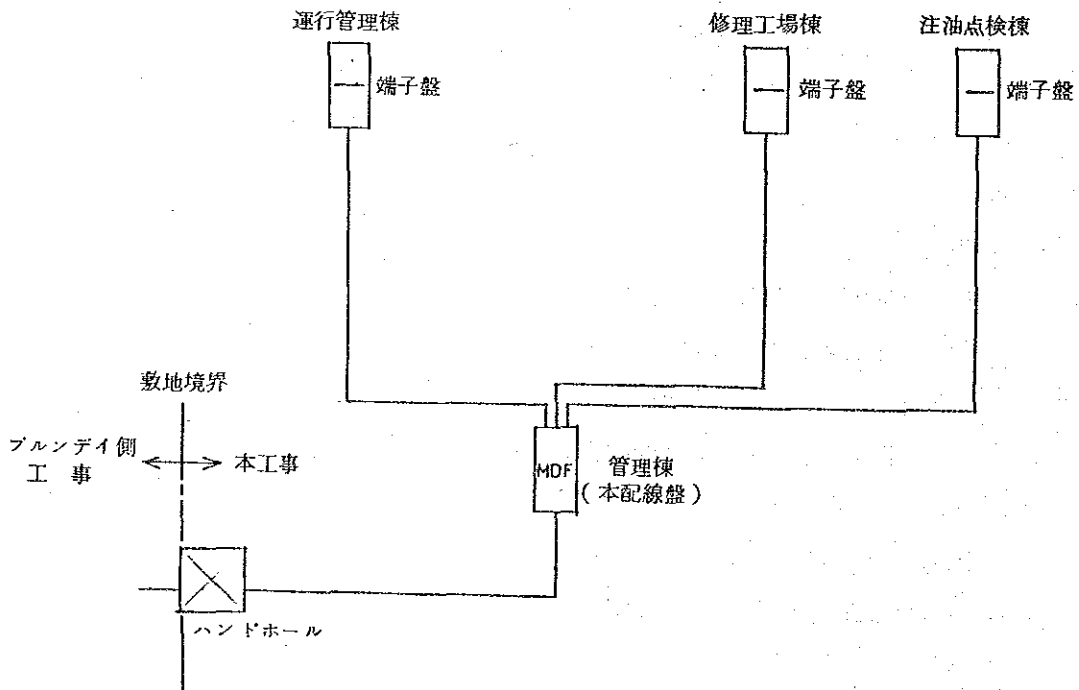 運行管理棟
修理工場棟
注油点検棟
端子盤
端子盤
端子盤
敷地境界
ブルンデイ側
工事
本工事
MDF
管理棟
(本配線盤)
ハンドホール